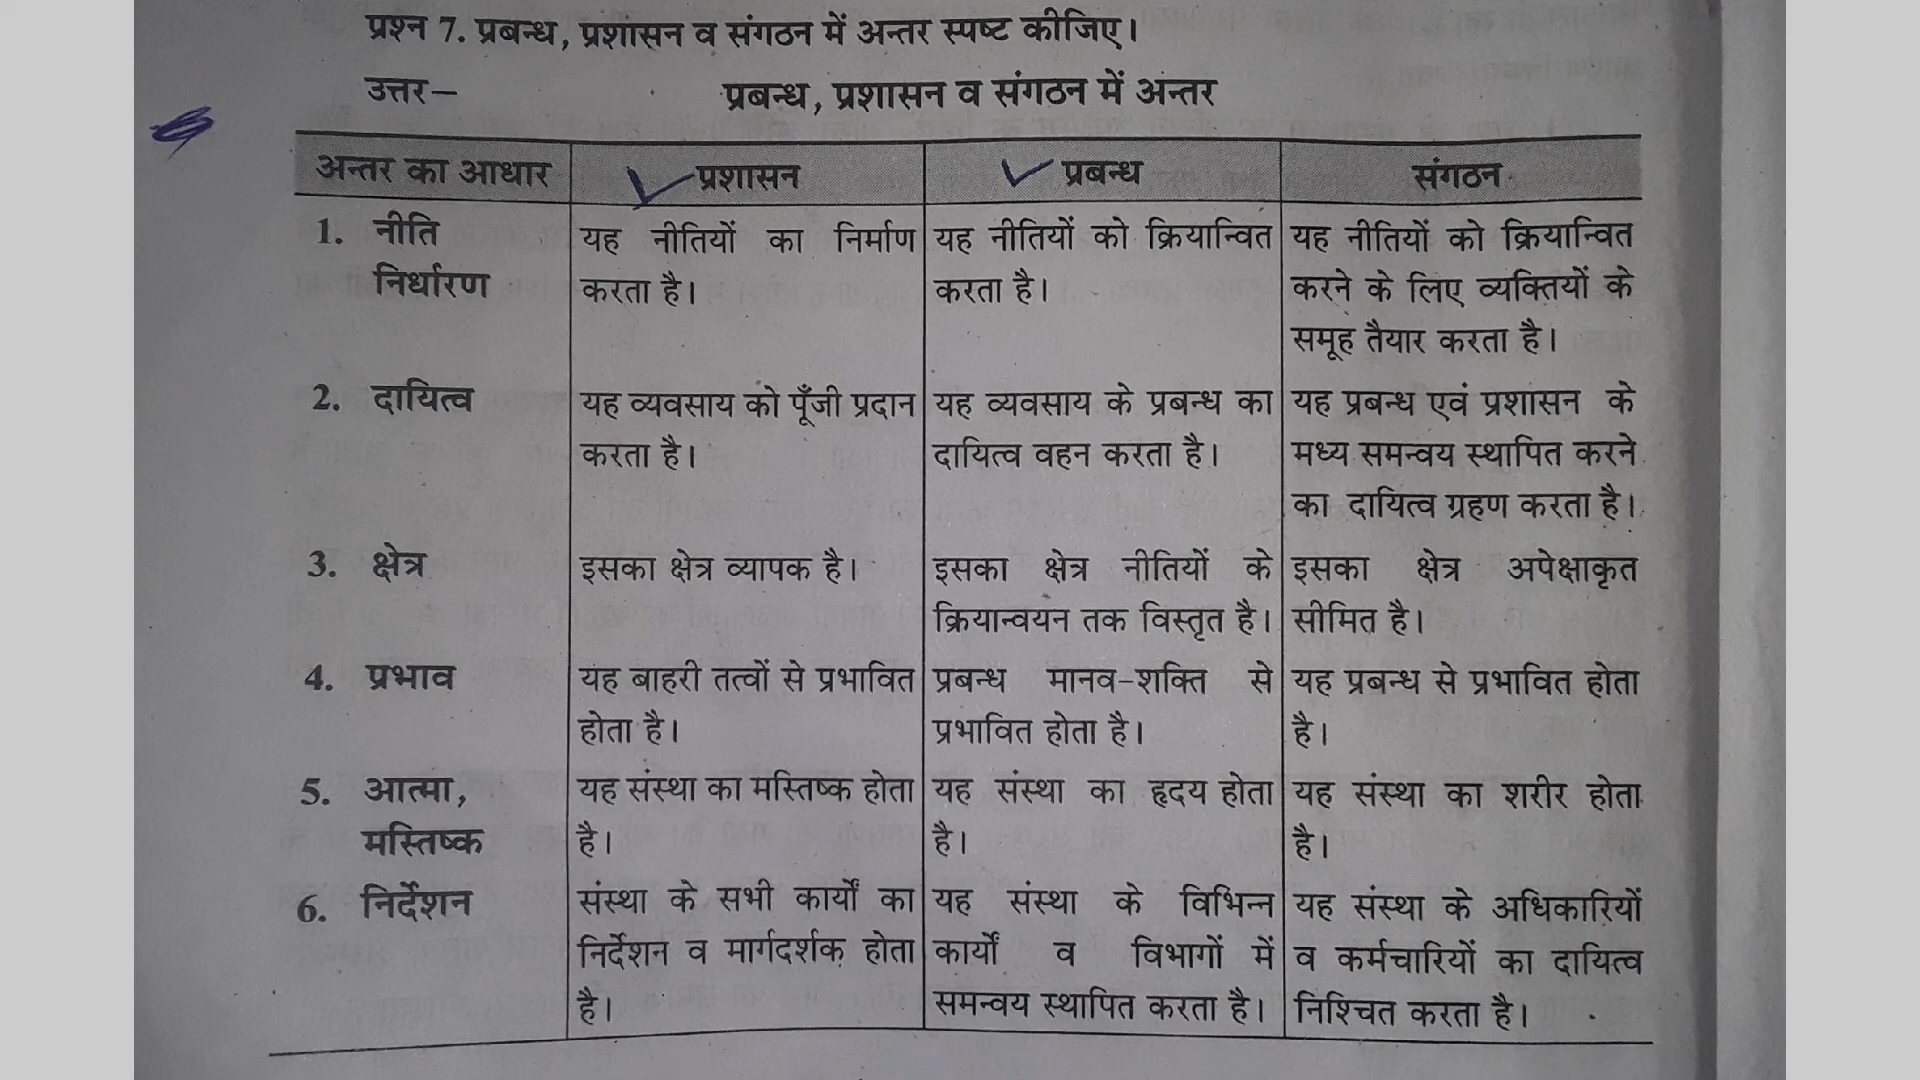 प्रश्न 7. प्रबन्ध, प्रशासन व संगठन में अन्तर स्पष्ट कीजिए।
उत्तर— प्रबन्ध, प्रशासन व संगठन में अन्तर
अन्तर का आधार प्रशासन प्रबन्ध संगठन
1. नीति यह नीतियों का निर्माण यह नीतियों को क्रियान्वित यह नीतियों को क्रियान्वित
निर्धारण करता है। करता है। करने के लिए व्यक्तियों के
समूह तैयार करता है।
2. दायित्व यह व्यवसाय को पूँजी प्रदान यह व्यवसाय के प्रबन्ध का यह प्रबन्ध एवं प्रशासन के
करता है। दायित्व वहन करता है। मध्य समन्वय स्थापित करने
का दायित्व ग्रहण करता है।
3. क्षेत्र इसका क्षेत्र व्यापक है। इसका क्षेत्र नीतियों के इसका क्षेत्र अपेक्षाकृत
क्रियान्वयन तक विस्तृत है। सीमित है।
4. प्रभाव यह बाहरी तत्वों से प्रभावित प्रबन्ध मानव-शक्ति से यह प्रबन्ध से प्रभावित होता
होता है। प्रभावित होता है। है।
5. आत्मा, यह संस्था का मस्तिष्क होता यह संस्था का हृदय होता यह संस्था का शरीर होता
मस्तिष्क है। है। है।
6. निर्देशन संस्था के सभी कार्यों का यह संस्था के विभिन्न यह संस्था के अधिकारियों
निर्देशन व मार्गदर्शक होता कार्यों व विभागों में व कर्मचारियों का दायित्व
है। समन्वय स्थापित करता है। निश्चित करता है।